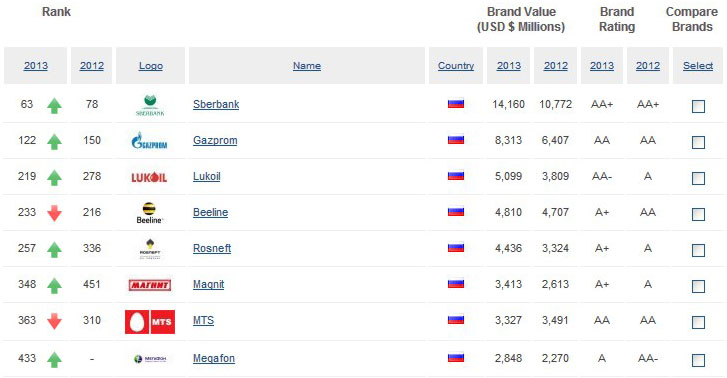 Rank Brand Value Brand Compare
(USD $ Millions) Rating Brands
2013 2012 Logo Name Country 2013 2012 2013 2012 Select
63 78 SBERBANK Sberbank 14,160 10,772 AA+ AA+
122 150 GAZPROM Gazprom 8,313 6,407 AA AA
219 278 LUKOIL Lukoil 5,099 3,809 AA- A
233 216 Beeline Beeline 4,810 4,707 A+ AA
257 336 ROSNEFT Rosneft 4,436 3,324 A+ A
348 451 МАГНИТ Magnit 3,413 2,613 A+ A
363 310 MTS MTS 3,327 3,491 AA AA
433 - Megafon 2,848 2,270 A AA-